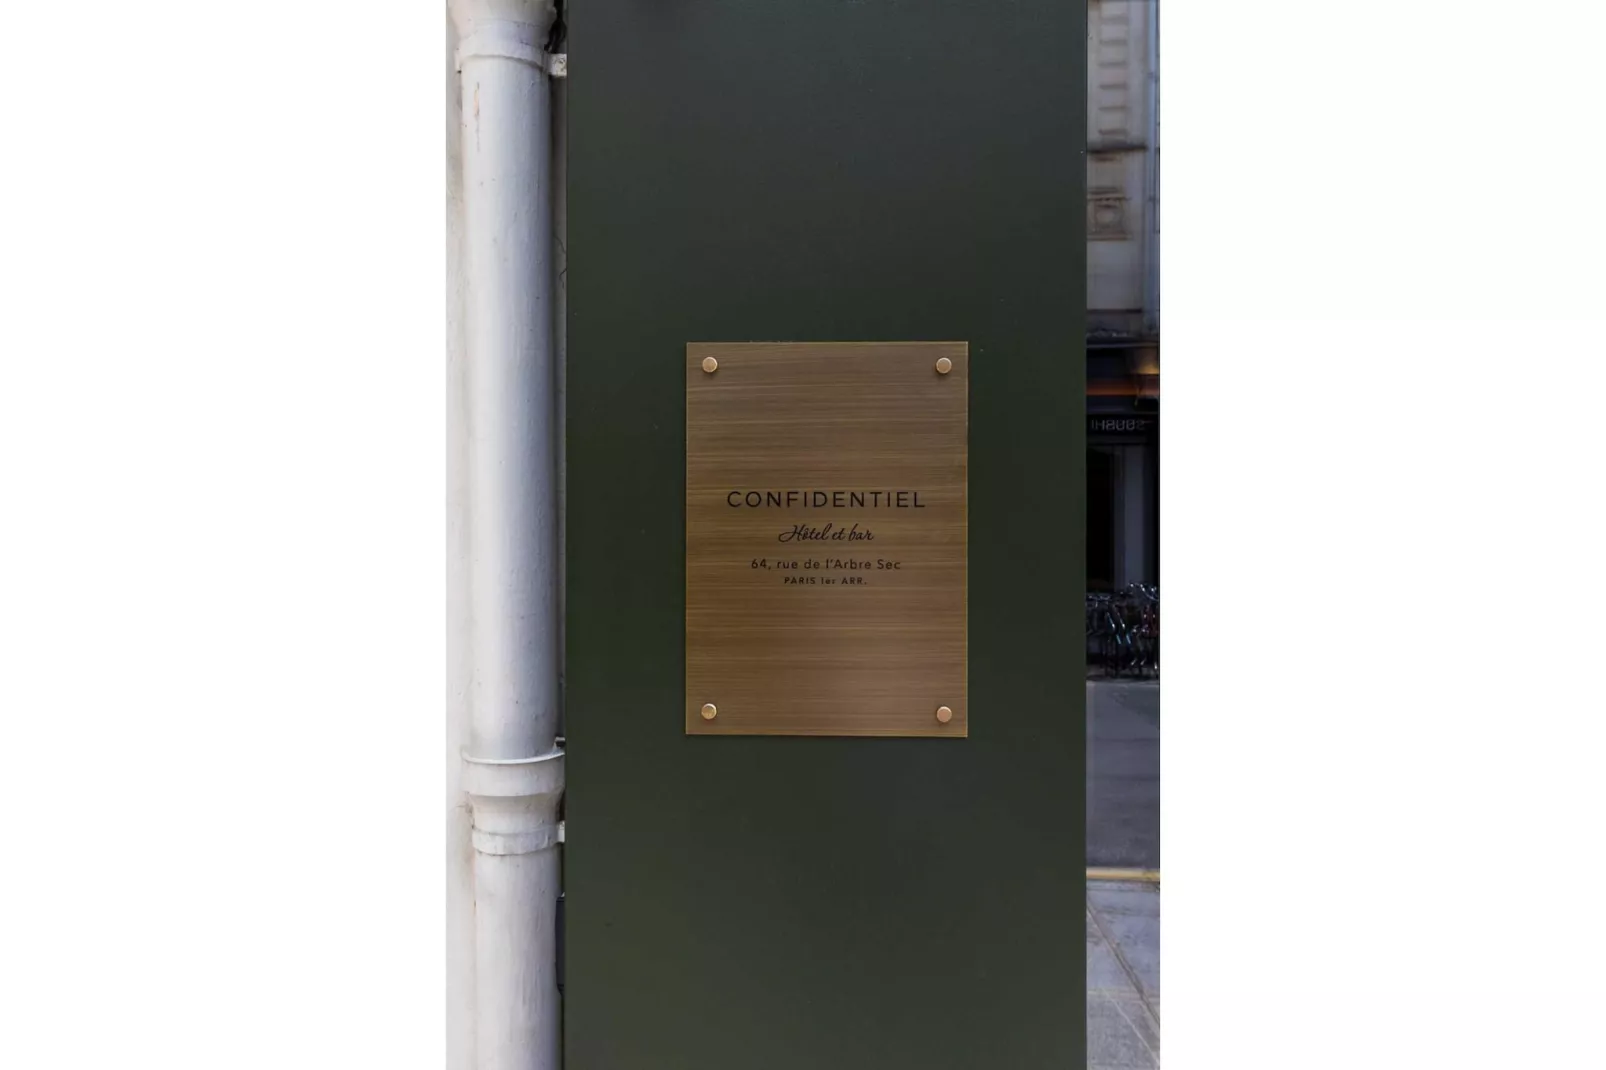 CONFIDENTIEL
Hôtel et bar
64, rue de l'Arbre Sec
PARIS 1er ARR.